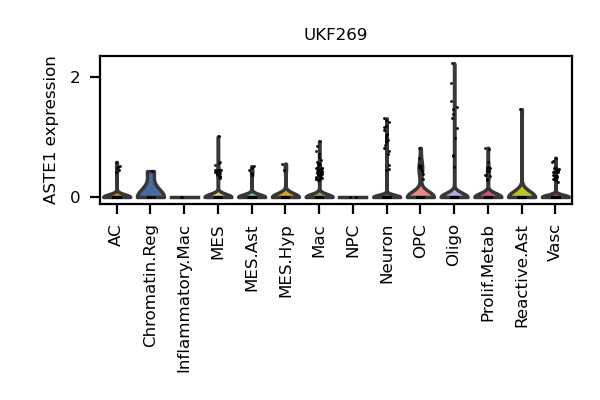 UKF269
ASTE1 expression
2
0
AC
Chromatin.Reg
Inflammatory.Mac
MES
MES.Ast
MES.Hyp
Mac
NPC
Neuron
OPC
Oligo
Prolif.Metab
Reactive.Ast
Vasc